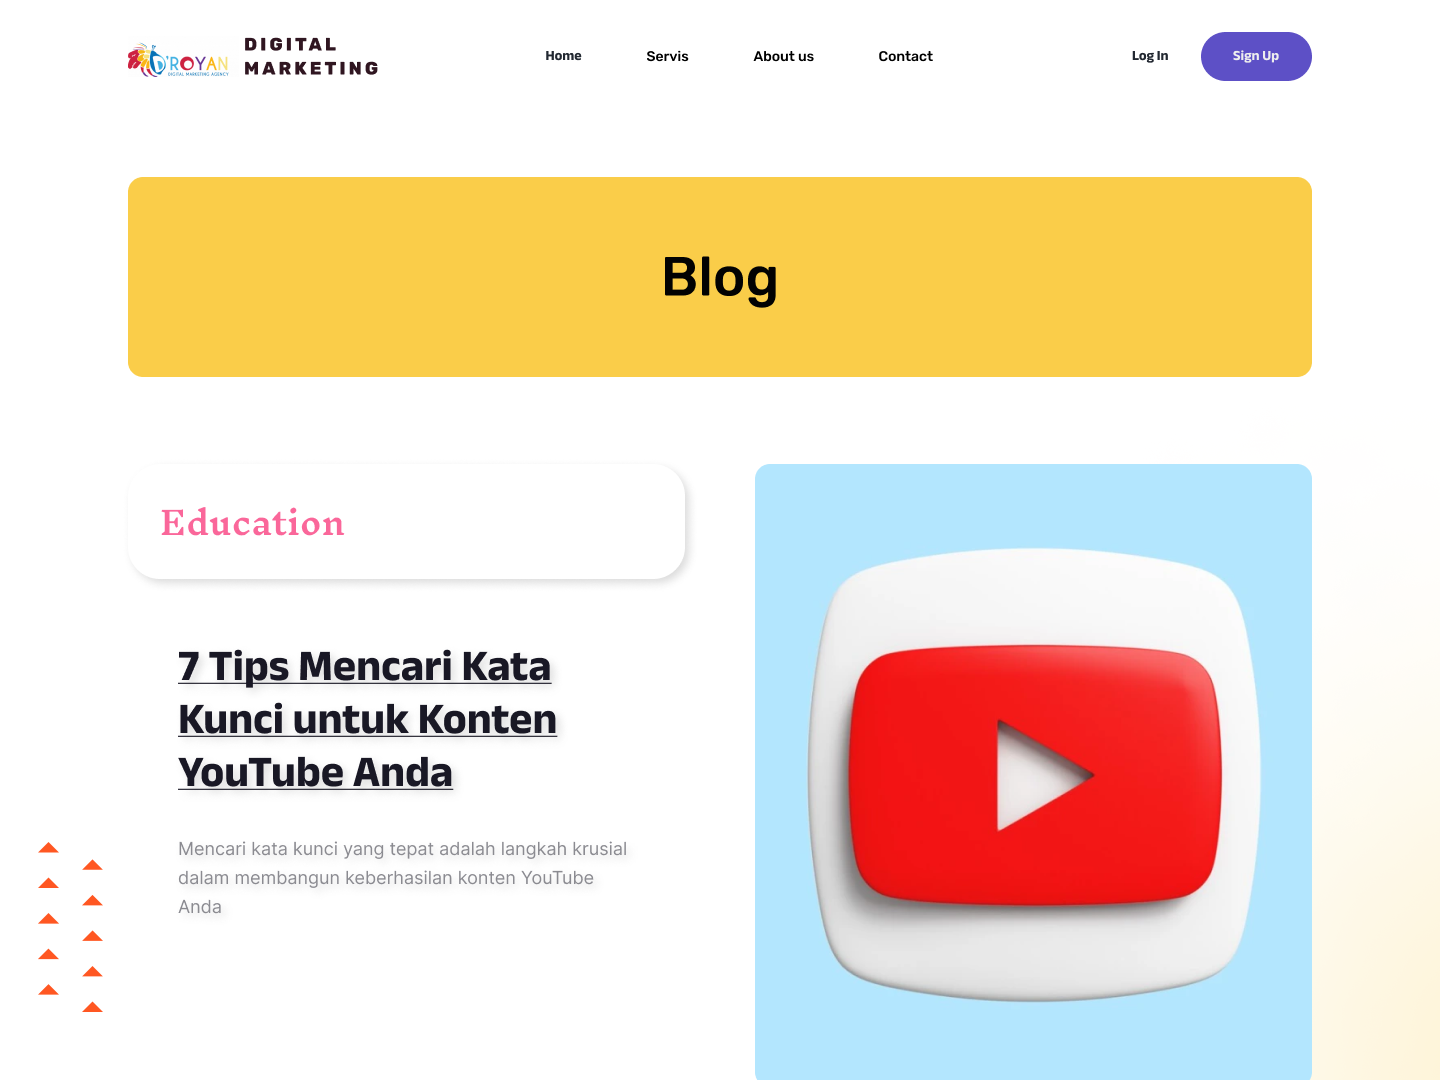 D'ROYAN
DIGITAL MARKETING AGENCY
DIGITAL
MARKETING
Home
Servis
About us
Contact
Log In
Sign Up
Blog
Education
7 Tips Mencari Kata
Kunci untuk Konten
YouTube Anda
Mencari kata kunci yang tepat adalah langkah krusial
dalam membangun keberhasilan konten YouTube
Anda